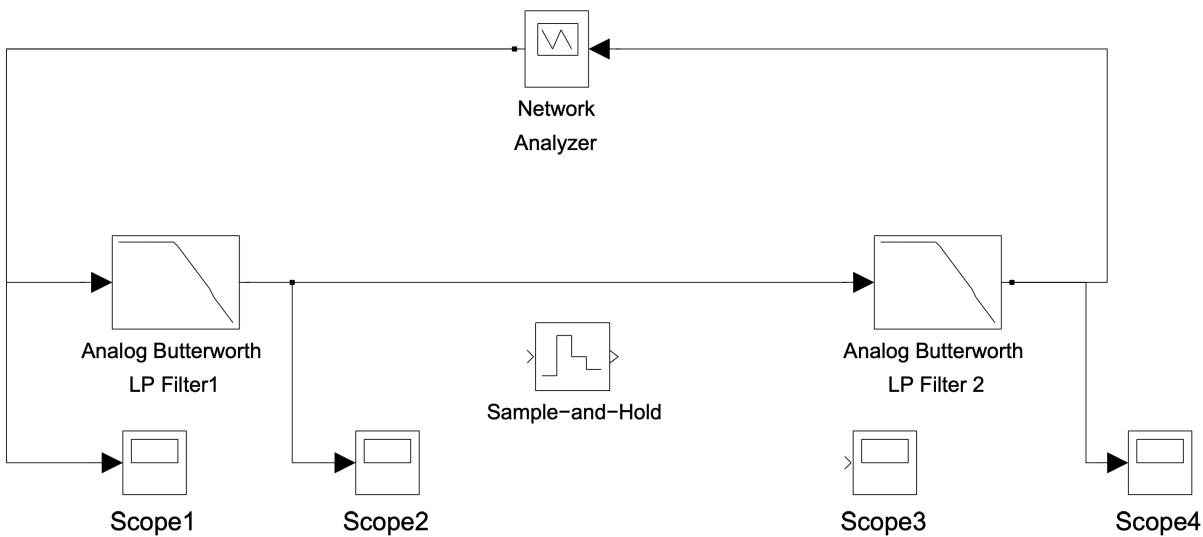 Network
Analyzer
Analog Butterworth
LP Filter1
Analog Butterworth
LP Filter 2
Sample−and−Hold
Scope1
Scope2
Scope3
Scope4